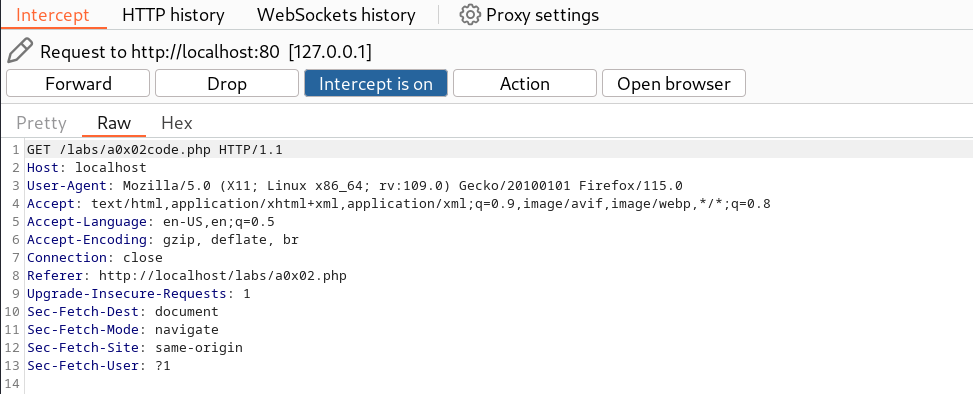 Intercept HTTP history WebSockets history Proxy settings
Request to http://localhost:80 [127.0.0.1]
Forward Drop Intercept is on Action Open browser
Pretty Raw Hex
1 GET /labs/a0x02code.php HTTP/1.1
2 Host: localhost
3 User-Agent: Mozilla/5.0 (X11; Linux x86_64; rv:109.0) Gecko/20100101 Firefox/115.0
4 Accept: text/html,application/xhtml+xml,application/xml;q=0.9,image/avif,image/webp,*/*;q=0.8
5 Accept-Language: en-US,en;q=0.5
6 Accept-Encoding: gzip, deflate, br
7 Connection: close
8 Referer: http://localhost/labs/a0x02.php
9 Upgrade-Insecure-Requests: 1
10 Sec-Fetch-Dest: document
11 Sec-Fetch-Mode: navigate
12 Sec-Fetch-Site: same-origin
13 Sec-Fetch-User: ?1
14